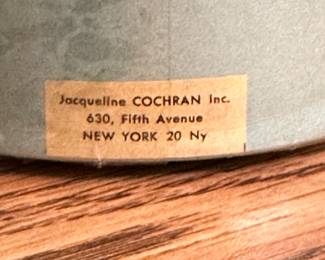 Jacqueline COCHRAN Inc.
630, Fifth Avenue
NEW YORK 20 Ny